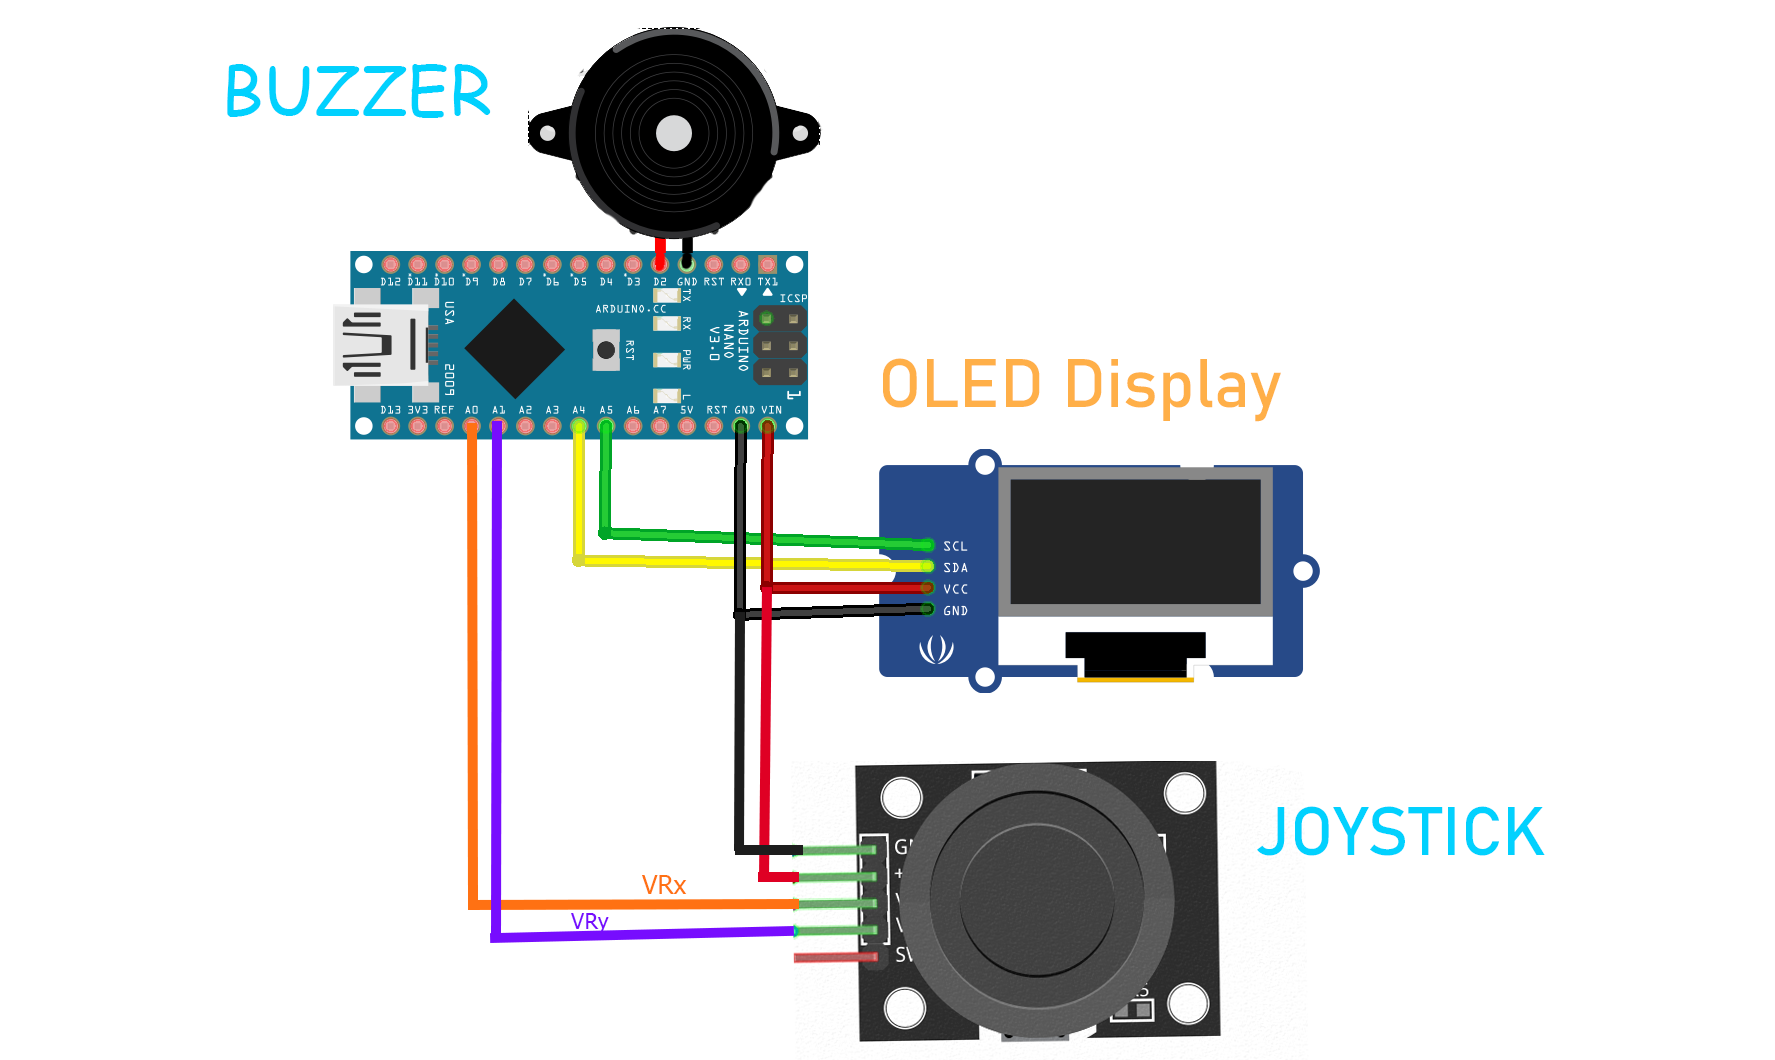 BUZZER
D12 D11 D10 D9 D8 D7 D6 D5 D4 D3 D2 GND RST RX0 TX1
TX
ICSP
USA
ARDUINO.CC
RX
ARDUINO
NANO
V3.0
RST
PWR
2009
L
1
D13 3V3 REF A0 A1 A2 A3 A4 A5 A6 A7 5V RST GND VIN
OLED Display
SCL
SDA
VCC
GND
JOYSTICK
VRx
VRy